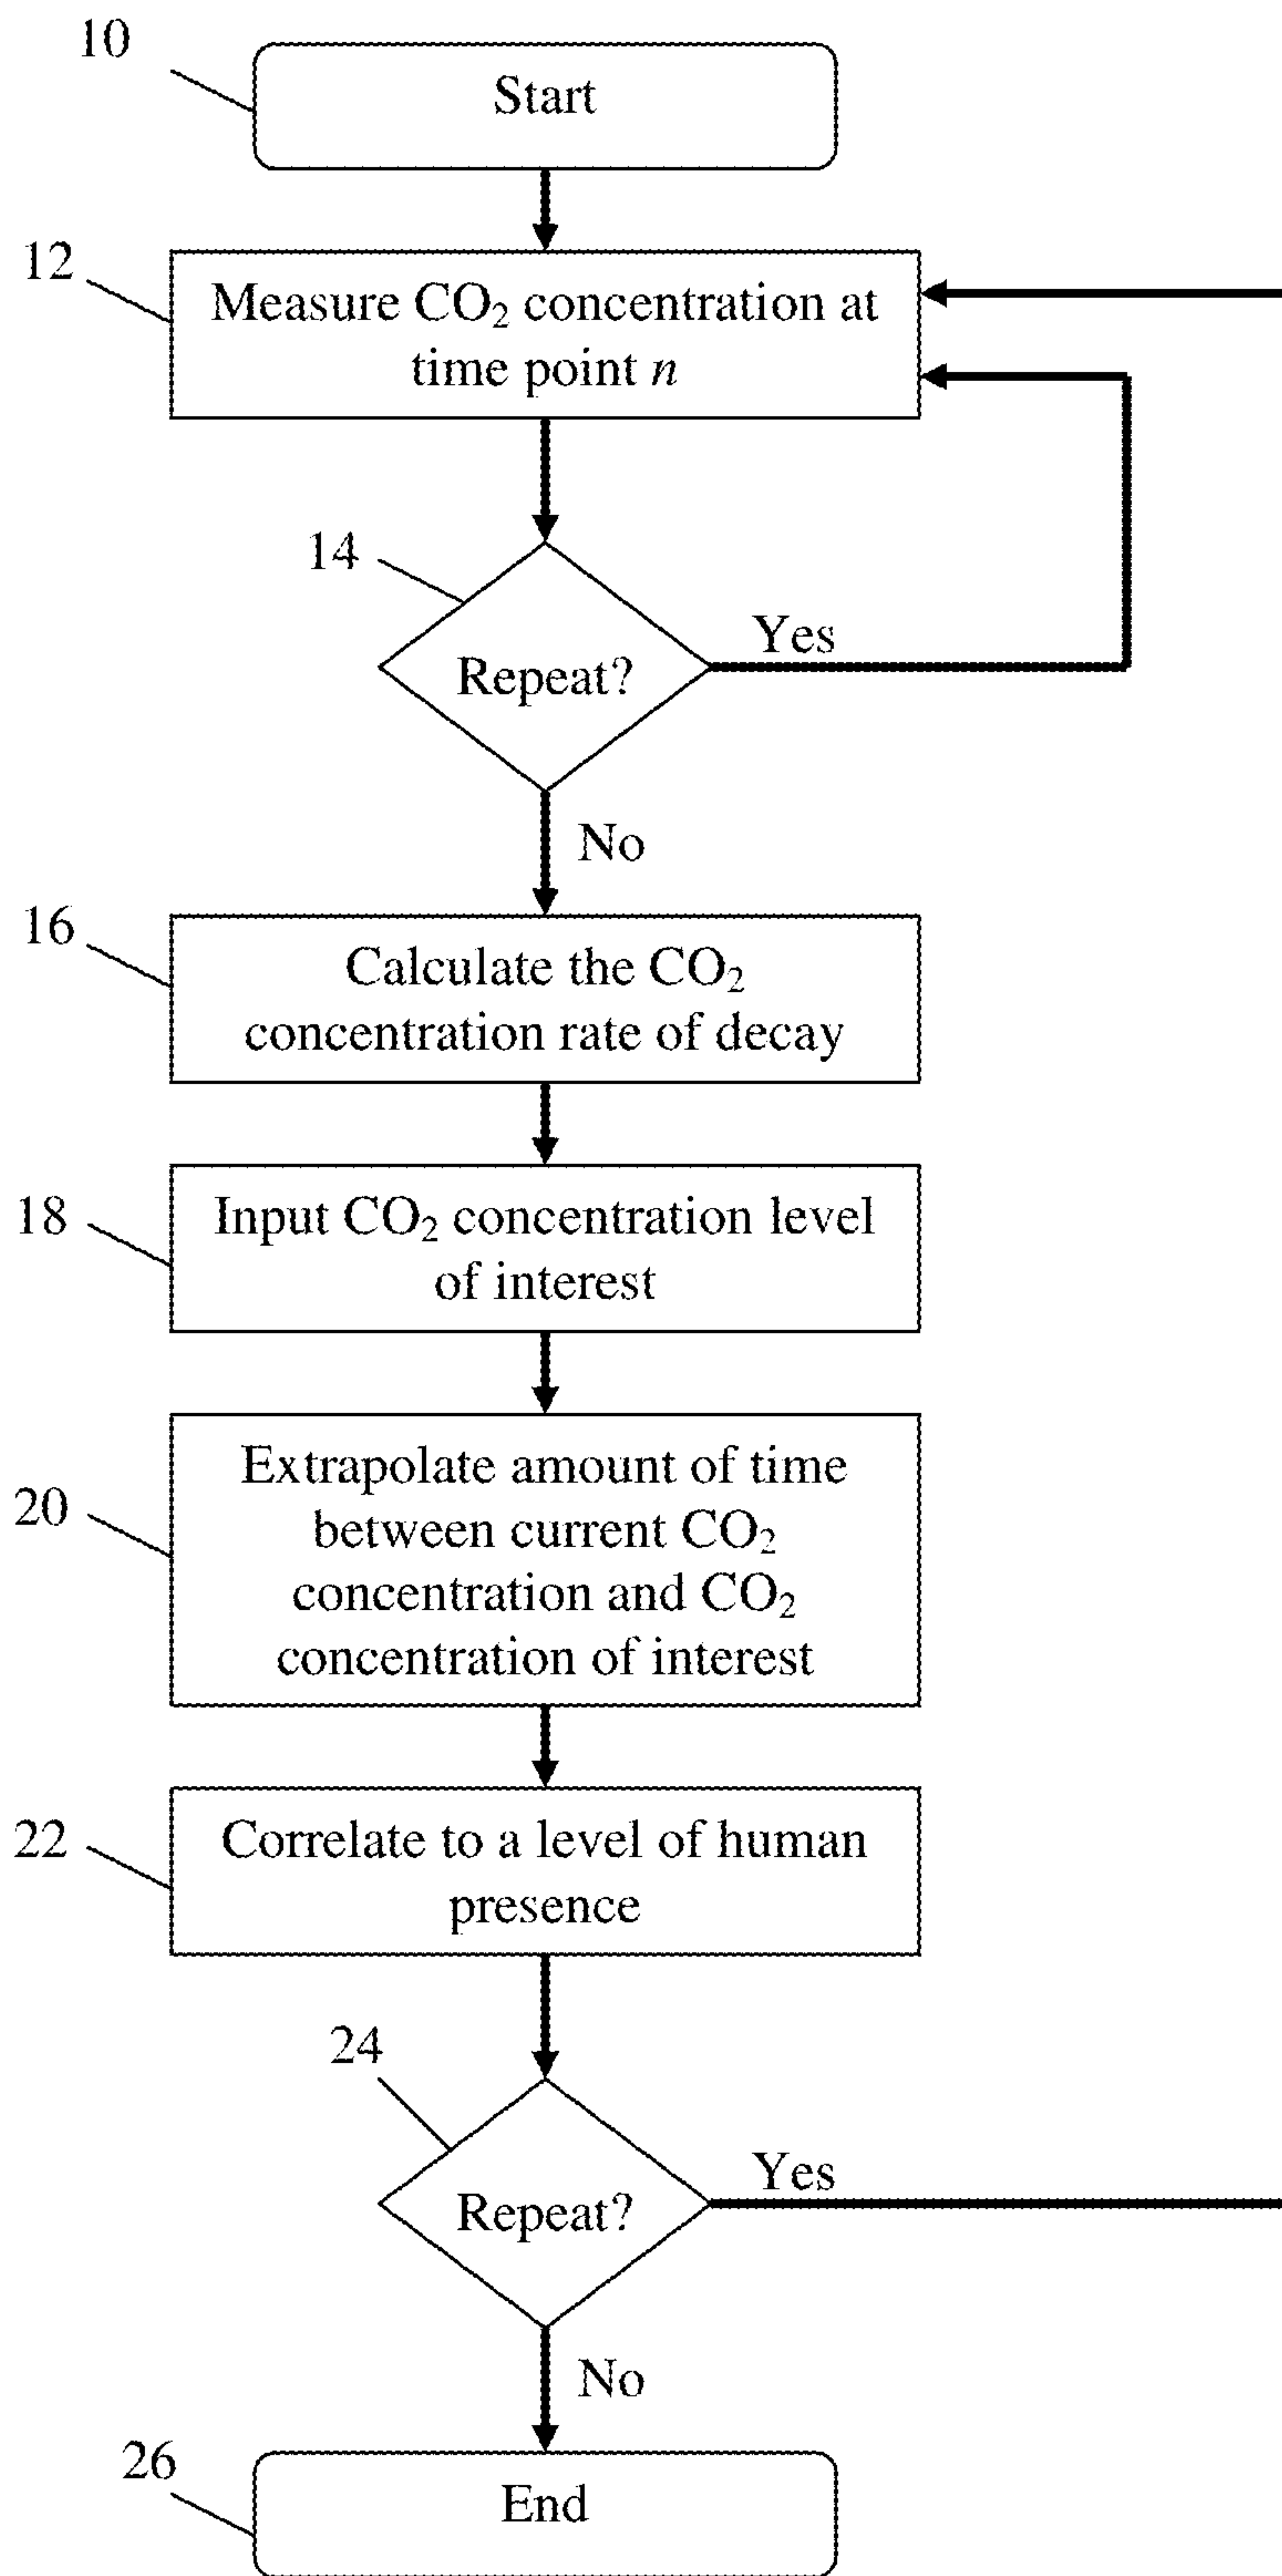 10
Start
12
Measure CO₂ concentration at
time point n
14
Repeat?
Yes
No
16
Calculate the CO₂
concentration rate of decay
18
Input CO₂ concentration level
of interest
20
Extrapolate amount of time
between current CO₂
concentration and CO₂
concentration of interest
22
Correlate to a level of human
presence
24
Repeat?
Yes
No
26
End